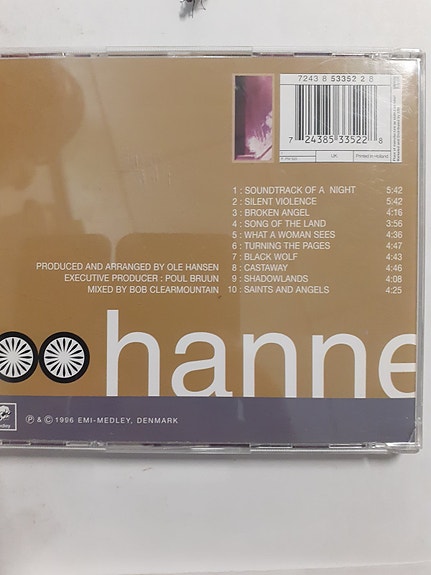 7243 8 53352 2 8
7 24385 33522 8
UK:
Printed in Holland
1 : SOUNDTRACK OF A NIGHT 5:42
2 : SILENT VIOLENCE 5:42
3 : BROKEN ANGEL 4:16
4 : SONG OF THE LAND 3:56
5 : WHAT A WOMAN SEES 4:36
6 : TURNING THE PAGES 4:47
7 : BLACK WOLF 4:43
8 : CASTAWAY 4:46
9 : SHADOWLANDS 4:08
10 : SAINTS AND ANGELS 4:25
PRODUCED AND ARRANGED BY OLE HANSEN
EXECUTIVE PRODUCER : POUL BRUUN
MIXED BY BOB CLEARMOUNTAIN
hanne
℗ & © 1996 EMI-MEDLEY, DENMARK